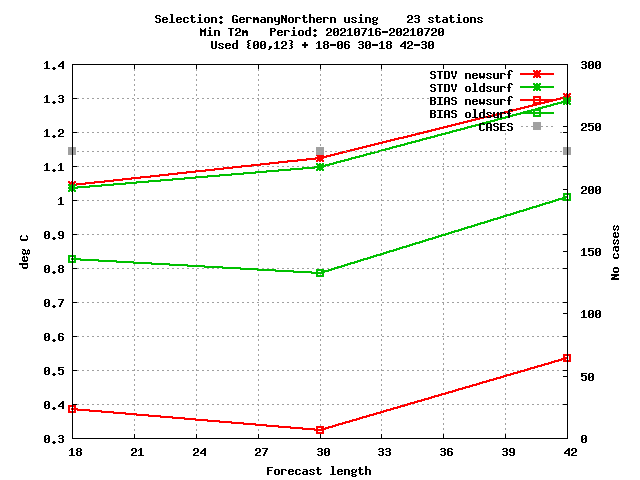 Selection: GermanyNorthern using 23 stations
Min T2m Period: 20210716-20210720
Used {00,12} + 18-06 30-18 42-30
1.4
1.3
1.2
1.1
1
0.9
0.8
0.7
0.6
0.5
0.4
0.3
deg C
STDV newsurf
STDV oldsurf
BIAS newsurf
BIAS oldsurf
CASES
300
250
200
150
100
50
0
No cases
18 21 24 27 30 33 36 39 42
Forecast length